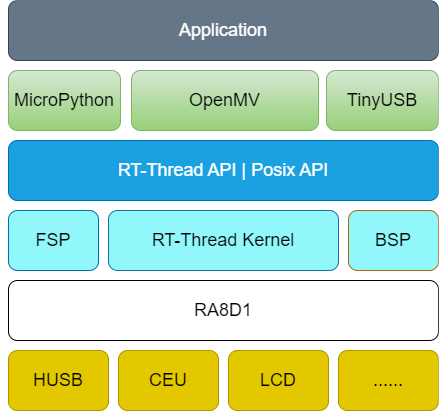 Application
MicroPython OpenMV TinyUSB
RT-Thread API | Posix API
FSP RT-Thread Kernel BSP
RA8D1
HUSB CEU LCD ......